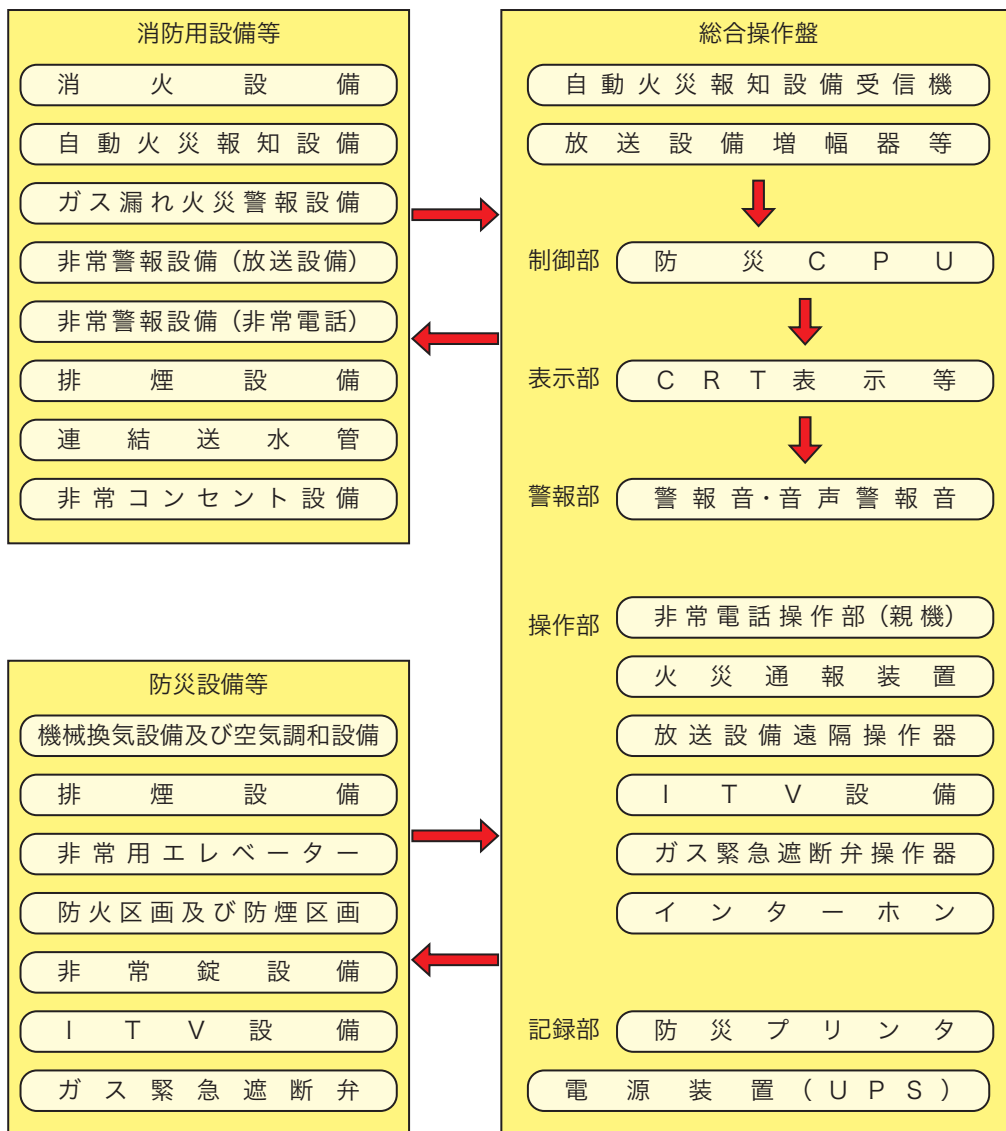 消防用設備等
消火設備
自動火災報知設備
ガス漏れ火災警報設備
非常警報設備（放送設備）
非常警報設備（非常電話）
排煙設備
連結送水管
非常コンセント設備
防災設備等
機械換気設備及び空気調和設備
排煙設備
非常用エレベーター
防火区画及び防煙区画
非常錠設備
ITV設備
ガス緊急遮断弁
総合操作盤
自動火災報知設備受信機
放送設備増幅器等
制御部 防災CPU
表示部 CRT表示等
警報部 警報音・音声警報音
操作部 非常電話操作部（親機）
火災通報装置
放送設備遠隔操作器
ITV設備
ガス緊急遮断弁操作器
インターホン
記録部 防災プリンタ
電源装置（UPS）